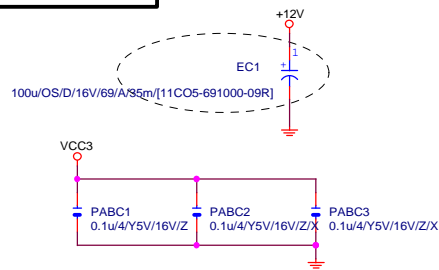 +12V
1
EC1
+
100u/OS/D/16V/69/A/35m/[11CO5-691000-09R]
VCC3
PABC1
0.1u/4/Y5V/16V/Z
PABC2
0.1u/4/Y5V/16V/Z/X
PABC3
0.1u/4/Y5V/16V/Z/X